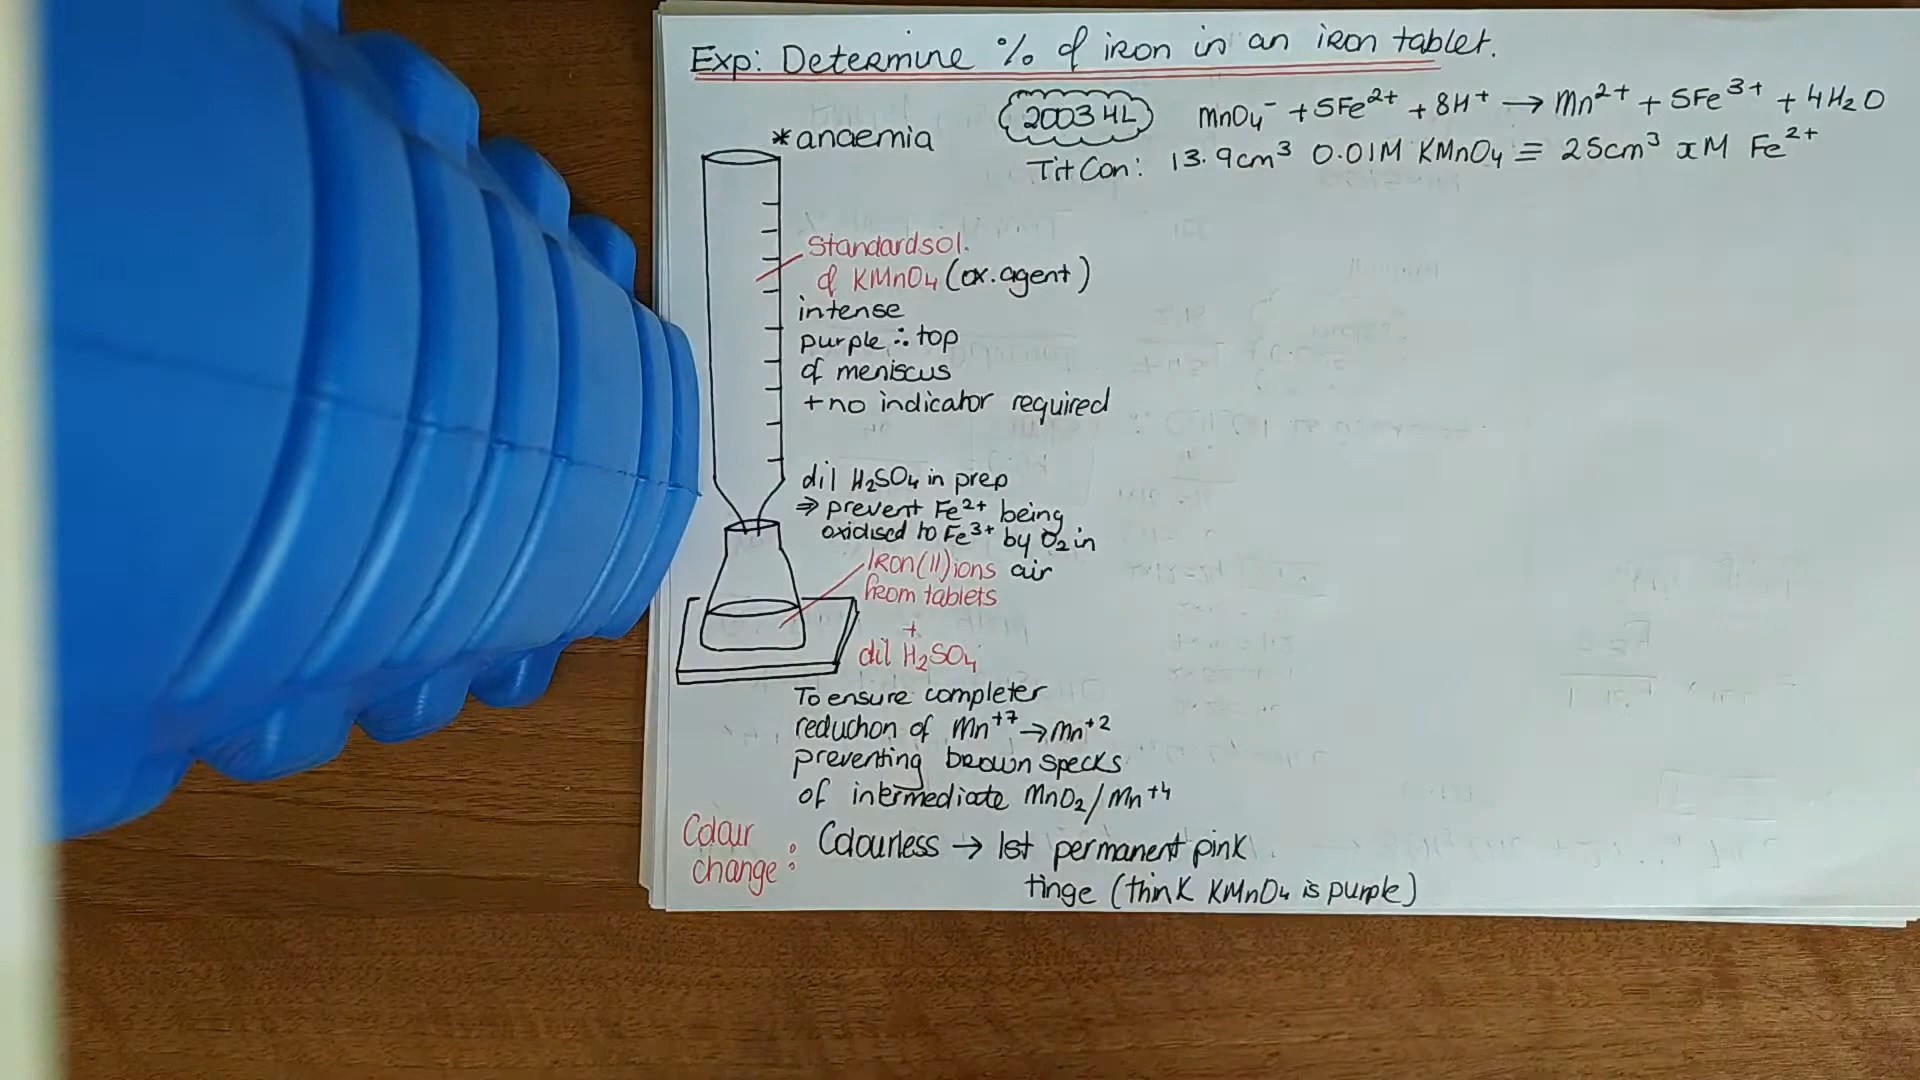 Exp: Determine % of iron in an iron tablet.
2003 HL
MnO₄⁻ + 5Fe²⁺ + 8H⁺ → Mn²⁺ + 5Fe³⁺ + 4H₂O
*anaemia
Tit Con: 13.9cm³ 0.01M KMnO₄ ≡ 25cm³ xM Fe²⁺
Standard sol.
of KMnO₄ (ox. agent)
intense
purple ∴ top
of meniscus
+ no indicator required
dil H₂SO₄ in prep
⇒ prevent Fe²⁺ being
oxidised to Fe³⁺ by O₂ in
air
Iron(II) ions
from tablets
+
dil H₂SO₄
To ensure completer
reduction of Mn⁺⁷ → Mn⁺²
preventing brown specks
of intermediate MnO₂/Mn⁺⁴
Colour
change: Colourless → 1st permanent pink
tinge (think KMnO₄ is purple)